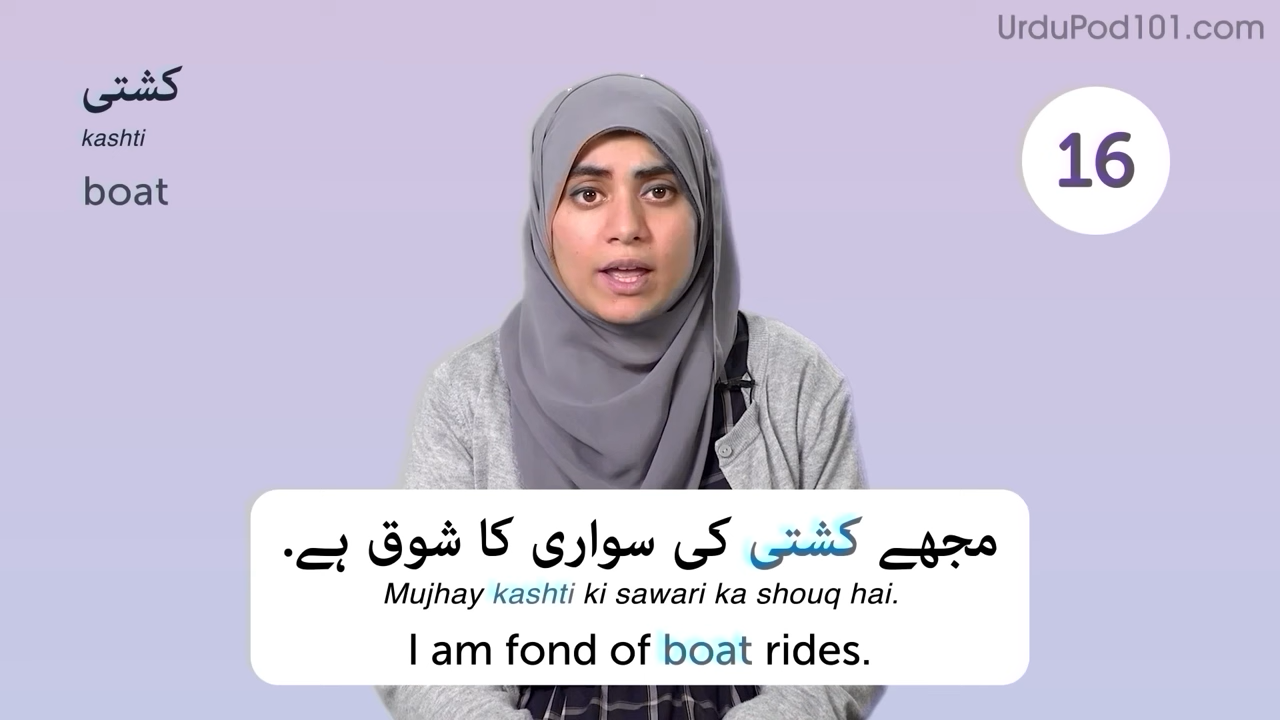 UrduPod101.com
کشتی
kashti
boat
16
مجھے کشتی کی سواری کا شوق ہے.
Mujhay kashti ki sawari ka shouq hai.
I am fond of boat rides.